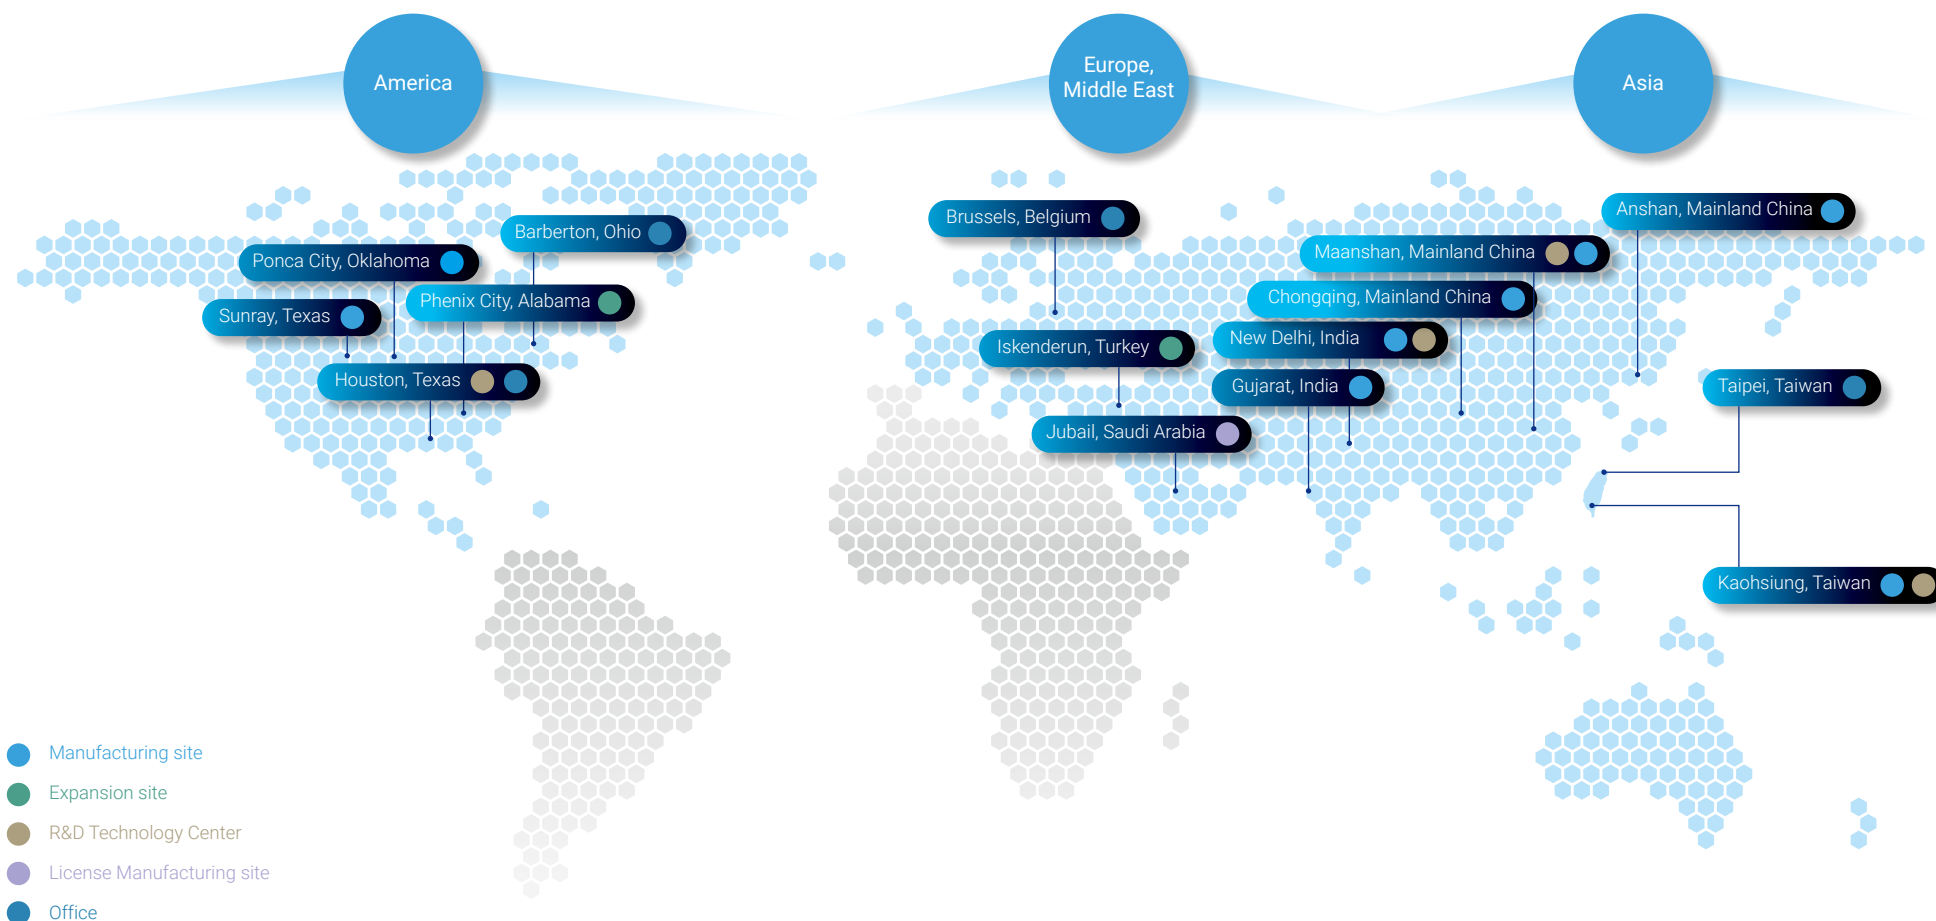 America
Europe,
Middle East
Asia
Barberton, Ohio
Ponca City, Oklahoma
Phenix City, Alabama
Sunray, Texas
Houston, Texas
Brussels, Belgium
Iskenderun, Turkey
Jubail, Saudi Arabia
Anshan, Mainland China
Maanshan, Mainland China
Chongqing, Mainland China
New Delhi, India
Gujarat, India
Taipei, Taiwan
Kaohsiung, Taiwan
Manufacturing site
Expansion site
R&D Technology Center
License Manufacturing site
Office